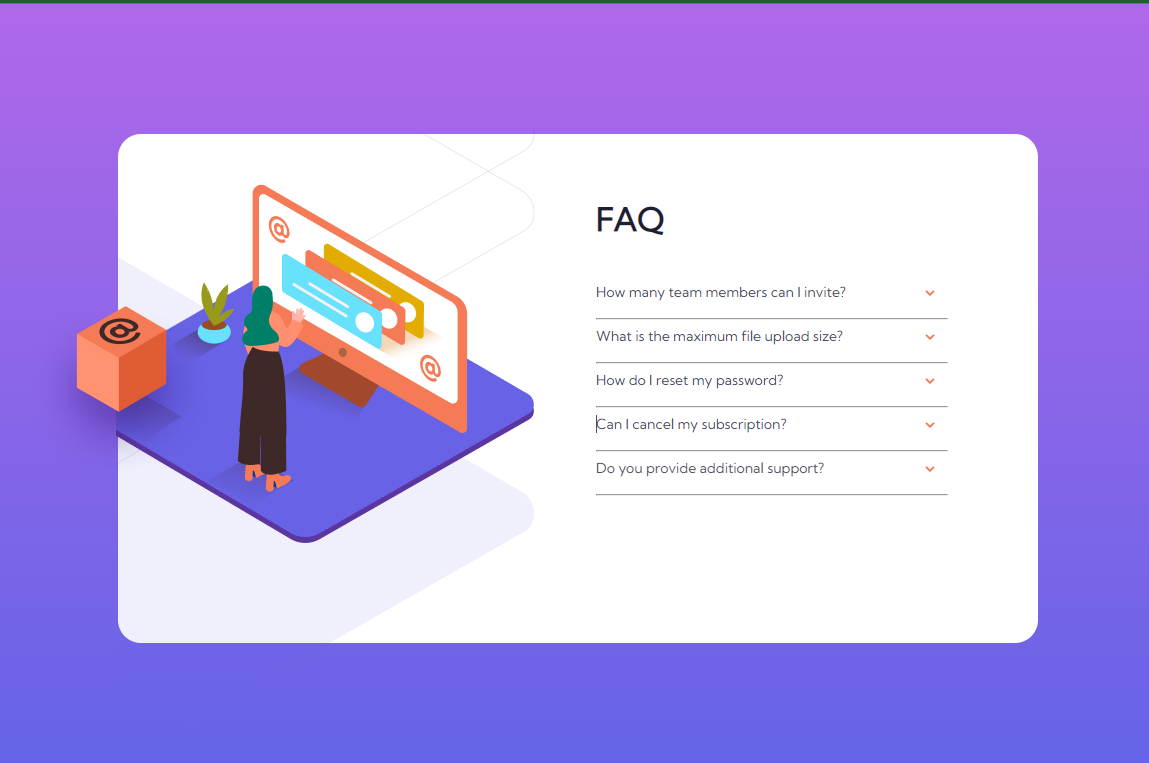 @
@
@
FAQ
How many team members can I invite?
What is the maximum file upload size?
How do I reset my password?
Can I cancel my subscription?
Do you provide additional support?